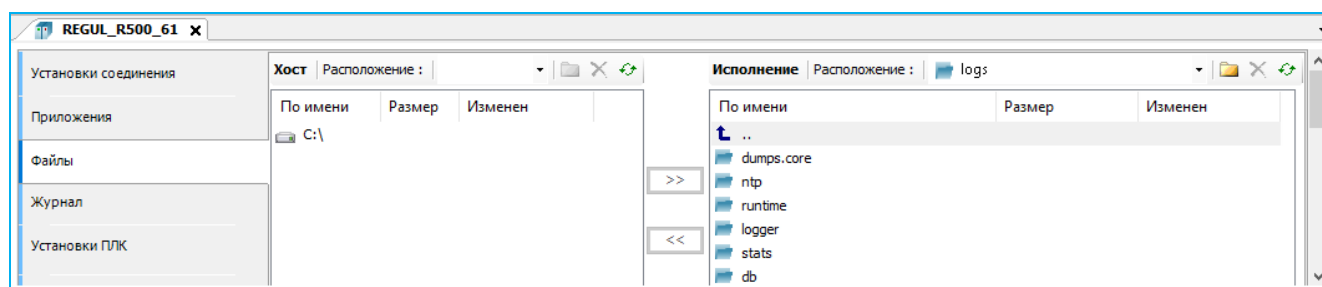 REGUL_R500_61
Установки соединения
Приложения
Файлы
Журнал
Установки ПЛК
Хост Расположение :
По имени Размер Изменен
C:\
>>
<<
Исполнение Расположение : logs
По имени Размер Изменен
..
dumps.core
ntp
runtime
logger
stats
db